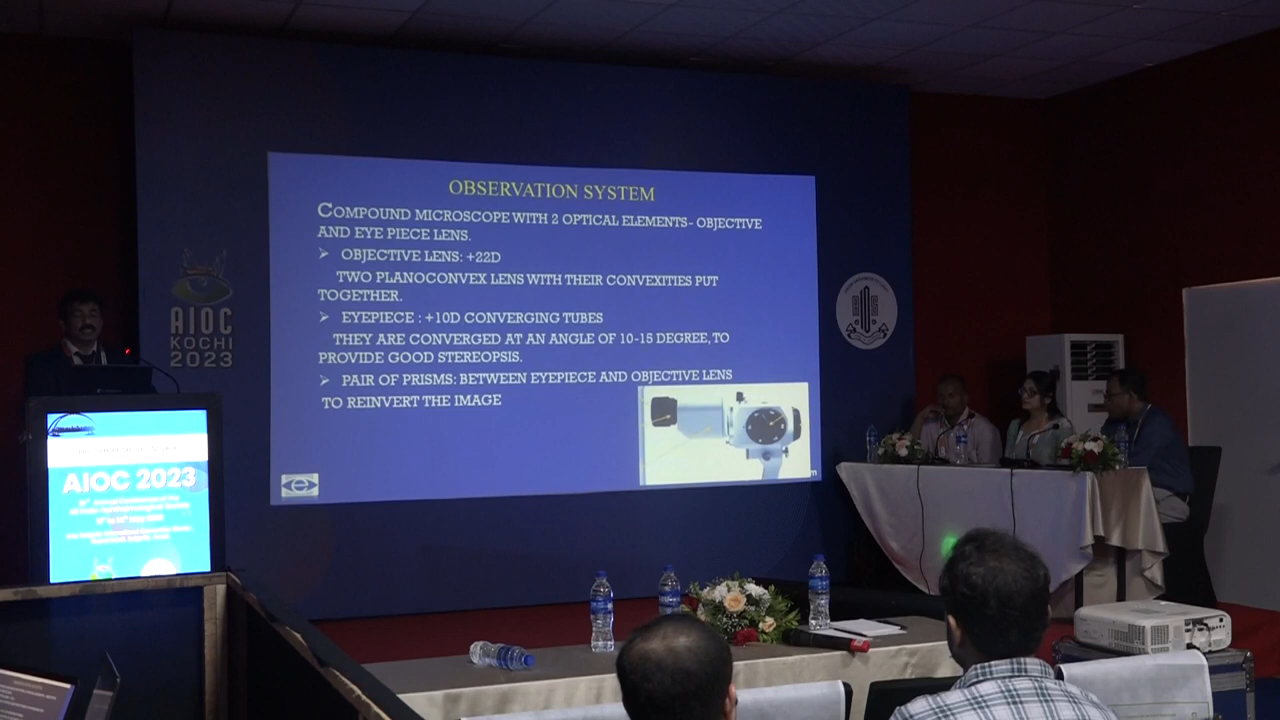 OBSERVATION SYSTEM
COMPOUND MICROSCOPE WITH 2 OPTICAL ELEMENTS- OBJECTIVE
AND EYE PIECE LENS.
➢ OBJECTIVE LENS: +22D
TWO PLANOCONVEX LENS WITH THEIR CONVEXITIES PUT
TOGETHER.
➢ EYEPIECE : +10D CONVERGING TUBES
THEY ARE CONVERGED AT AN ANGLE OF 10-15 DEGREE, TO
PROVIDE GOOD STEREOPSIS.
➢ PAIR OF PRISMS: BETWEEN EYEPIECE AND OBJECTIVE LENS
TO REINVERT THE IMAGE
AIOC
KOCHI
2023
AIOC 2023